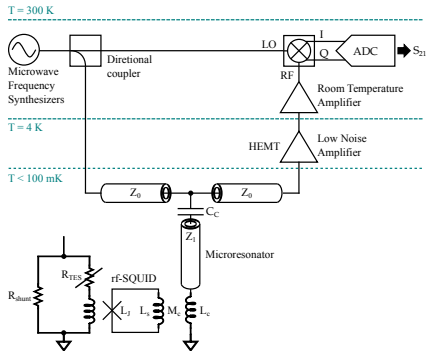 T = 300 K
Microwave
Frequency
Synthesizers
Diretional
coupler
LO
I
Q
RF
ADC
S21
Room Temperature
Amplifier
T = 4 K
HEMT
Low Noise
Amplifier
T < 100 mK
Z0
Z0
CC
Z1
Microresonator
rf-SQUID
Rshunt
RTES
LJ
Ls
Mc
Lc